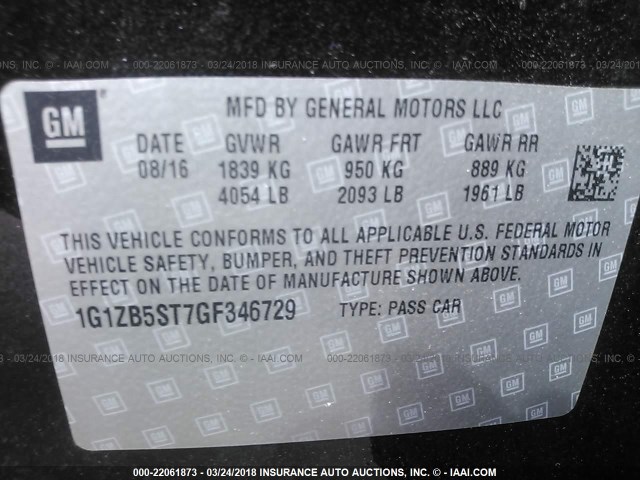 000-22061873 - 03/24/2018 INSURANCE AUTO AUCTIONS, CORP. © - IAAI.COM
GM
MFD BY GENERAL MOTORS LLC
DATE GVWR GAWR FRT GAWR RR
08/16 1839 KG 950 KG 889 KG
4054 LB 2093 LB 1961 LB
THIS VEHICLE CONFORMS TO ALL APPLICABLE U.S. FEDERAL MOTOR
VEHICLE SAFETY, BUMPER, AND THEFT PREVENTION STANDARDS IN
EFFECT ON THE DATE OF MANUFACTURE SHOWN ABOVE.
1G1ZB5ST7GF346729 TYPE: PASS CAR
000-22061873 - 03/24/2018 INSURANCE AUTO AUCTIONS, CORP. © - IAAI.COM